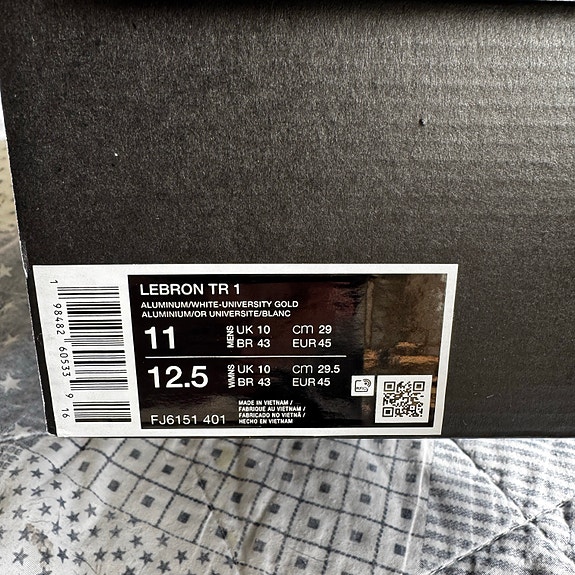 LEBRON TR 1
ALUMINUM/WHITE-UNIVERSITY GOLD
ALUMINIUM/OR UNIVERSITE/BLANC
11 MENS UK 10 CM 29
BR 43 EUR 45
12.5 WMNS UK 10 CM 29.5
BR 43 EUR 45
MADE IN VIETNAM /
FABRIQUE AU VIETNAM /
FABRICADO NO VIETNÃ /
HECHO EN VIETNAM
FJ6151 401
1 98482 60533 9 16